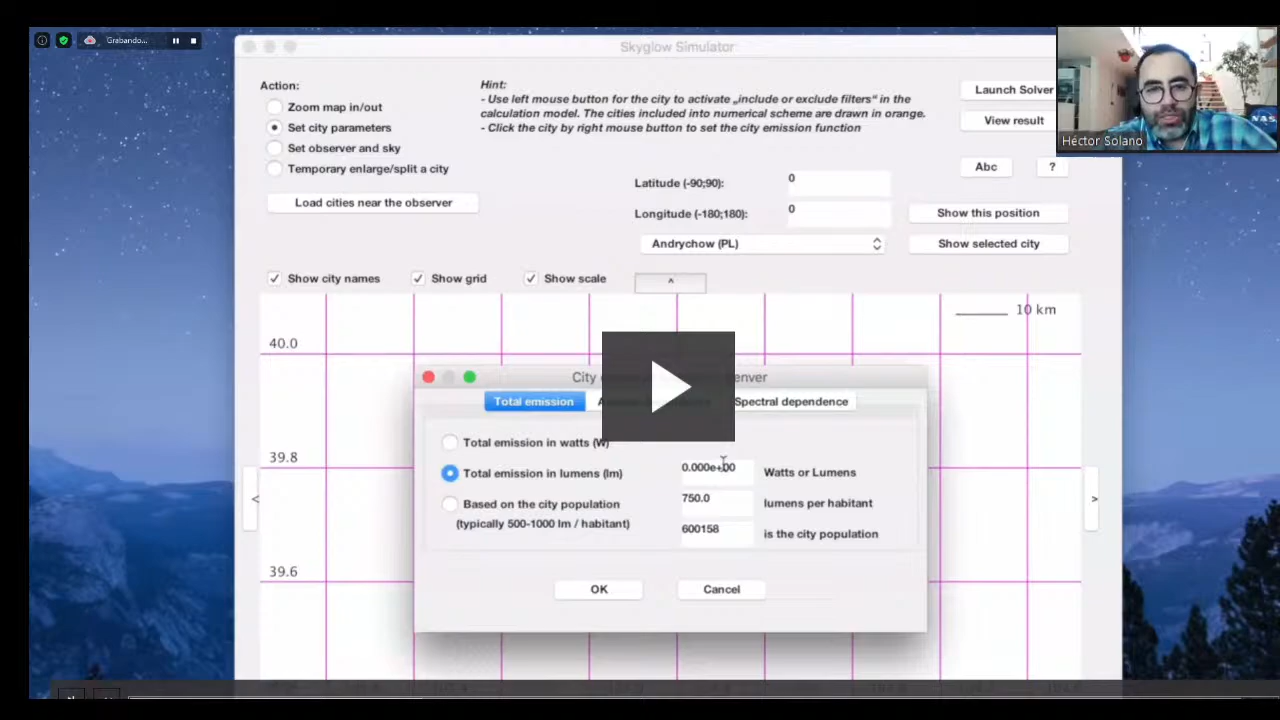 Grabando...
Skyglow Simulator
Action:
Zoom map in/out
Set city parameters
Set observer and sky
Temporary enlarge/split a city
Load cities near the observer
Hint:
- Use left mouse button for the city to activate „include or exclude filters“ in the
calculation model. The cities included into numerical scheme are drawn in orange.
- Click the city by right mouse button to set the city emission function
Launch Solver
View result
Héctor Solano
NASA
Abc
?
Latitude (-90;90):
0
Longitude (-180;180):
0
Show this position
Andrychow (PL)
Show selected city
Show city names
Show grid
Show scale
^
10 km
40.0
39.8
39.6
<
>
City
Total emission
Spectral dependence
Total emission in watts (W)
Total emission in lumens (lm)
0.000e+00
Watts or Lumens
Based on the city population
(typically 500-1000 lm / habitant)
750.0
lumens per habitant
600158
is the city population
OK
Cancel